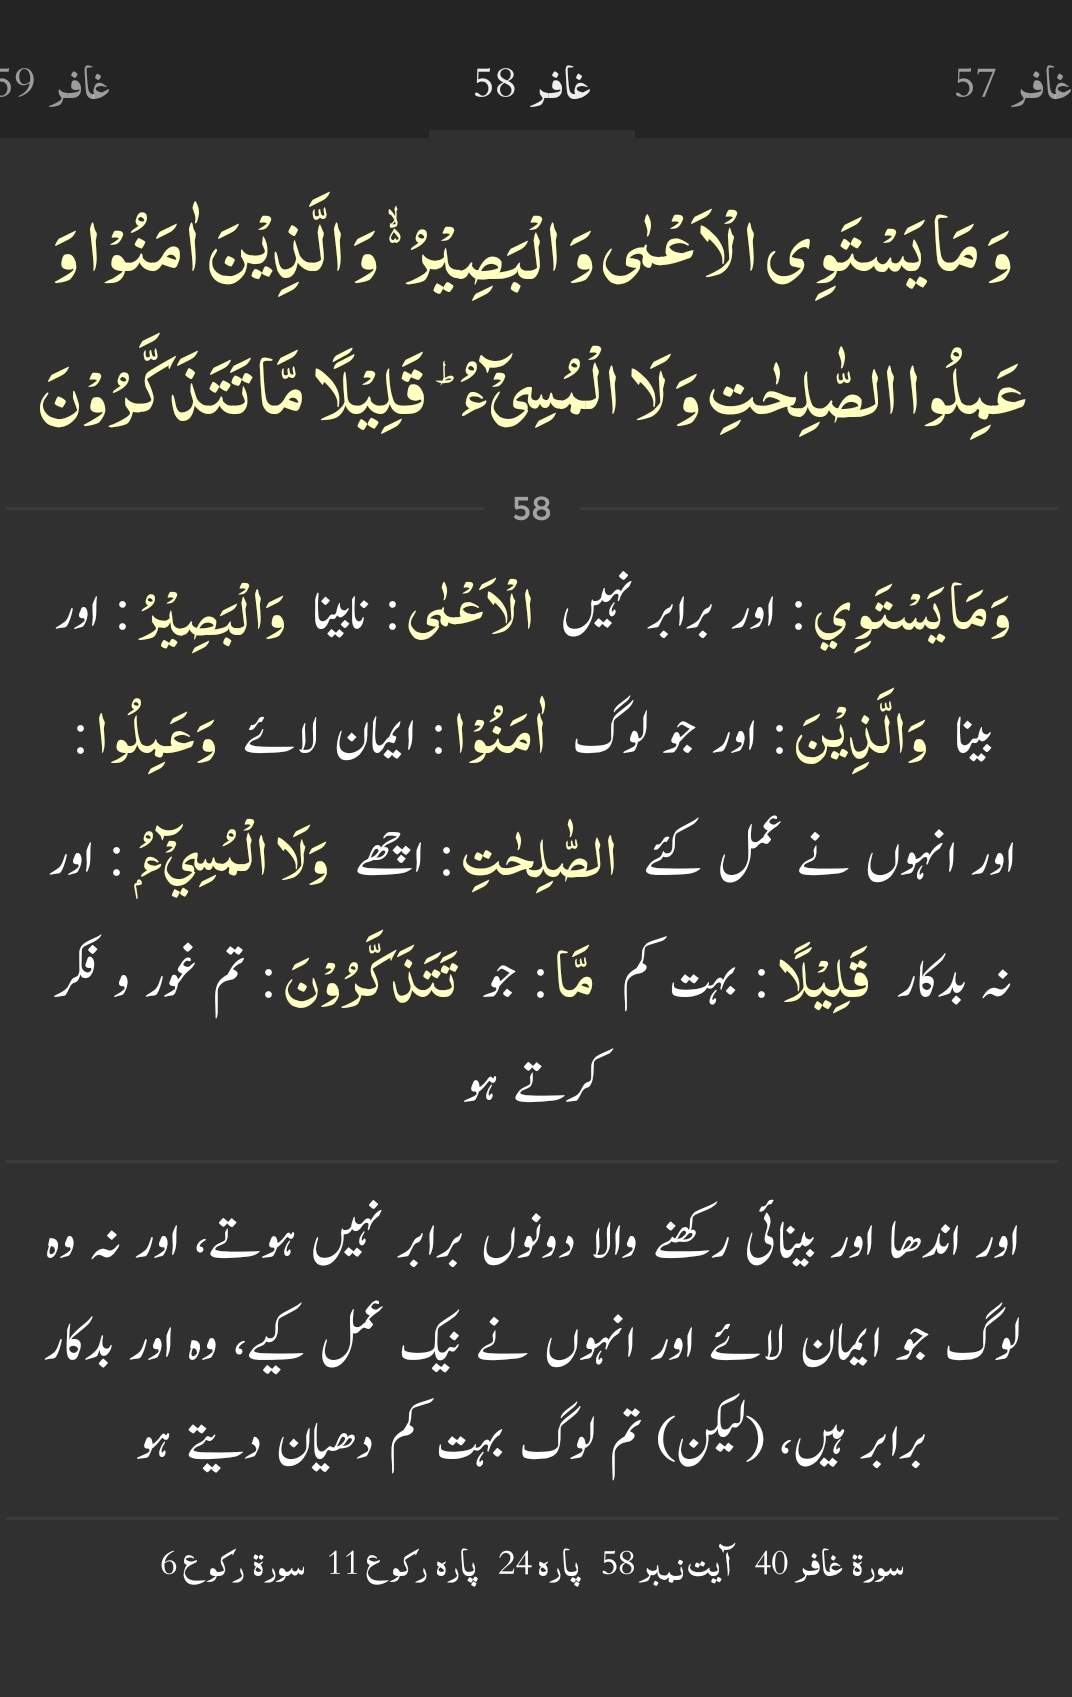 غافر 57
غافر 58
غافر 59
وَ مَا یَسْتَوِی الْاَعْمٰى وَ الْبَصِیْرُ ۙ۬ وَ الَّذِیْنَ اٰمَنُوْا وَ
عَمِلُوا الصّٰلِحٰتِ وَ لَا الْمُسِیْٓءُ ؕ قَلِیْلًا مَّا تَتَذَكَّرُوْنَ
58
وَمَا يَسْتَوِي : اور برابر نہیں الْاَعْمٰى : نابینا وَالْبَصِيْرُ : اور
بینا وَالَّذِيْنَ : اور جو لوگ اٰمَنُوْا : ایمان لائے وَعَمِلُوا :
اور انہوں نے عمل کئے الصّٰلِحٰتِ : اچھے وَلَا الْمُسِيْٓءُ ۭ : اور
نہ بدکار قَلِيْلًا : بہت کم مَّا : جو تَتَذَكَّرُوْنَ : تم غور و فکر
کرتے ہو
اور اندھا اور بینائی رکھنے والا دونوں برابر نہیں ہوتے، اور نہ وہ
لوگ جو ایمان لائے اور انہوں نے نیک عمل کیے، وہ اور بدکار
برابر ہیں، (لیکن) تم لوگ بہت کم دھیان دیتے ہو
سورة غافر 40 آیت نمبر 58 پارہ 24 پارہ رکوع 11 سورة رکوع 6